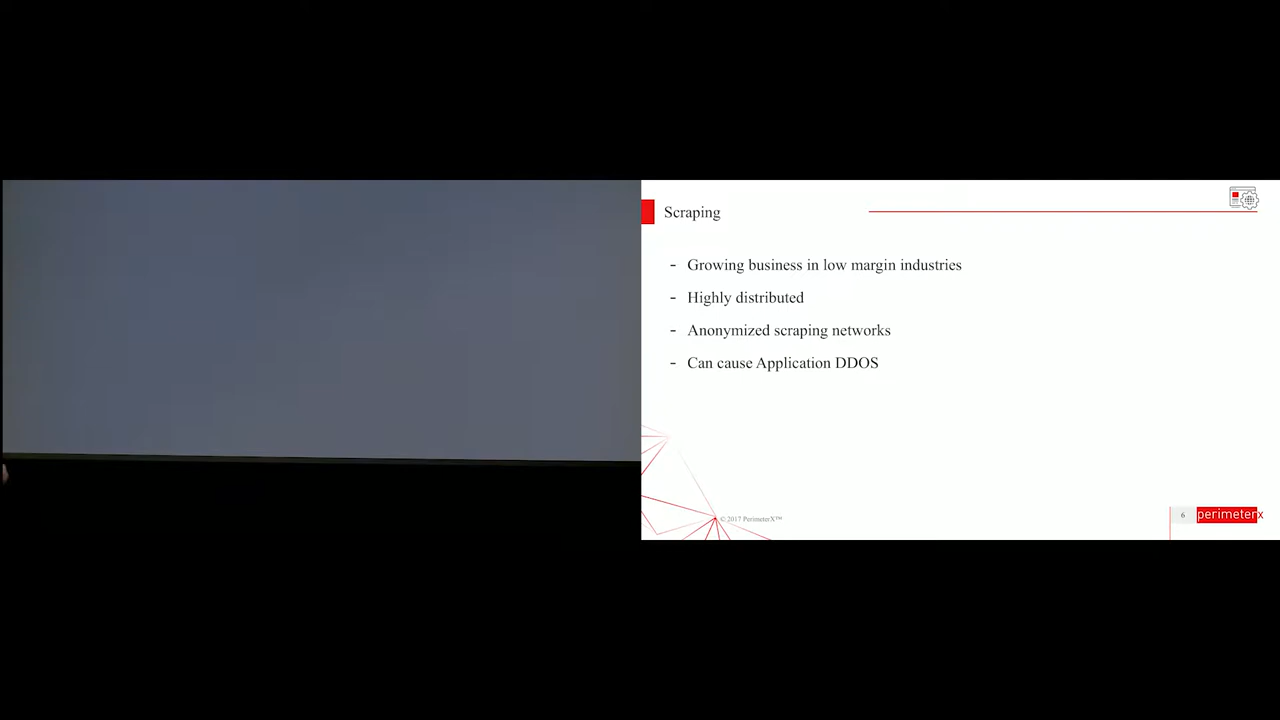 Scraping
- Growing business in low margin industries
- Highly distributed
- Anonymized scraping networks
- Can cause Application DDOS
© 2017 PerimeterX™
6
perimeterx